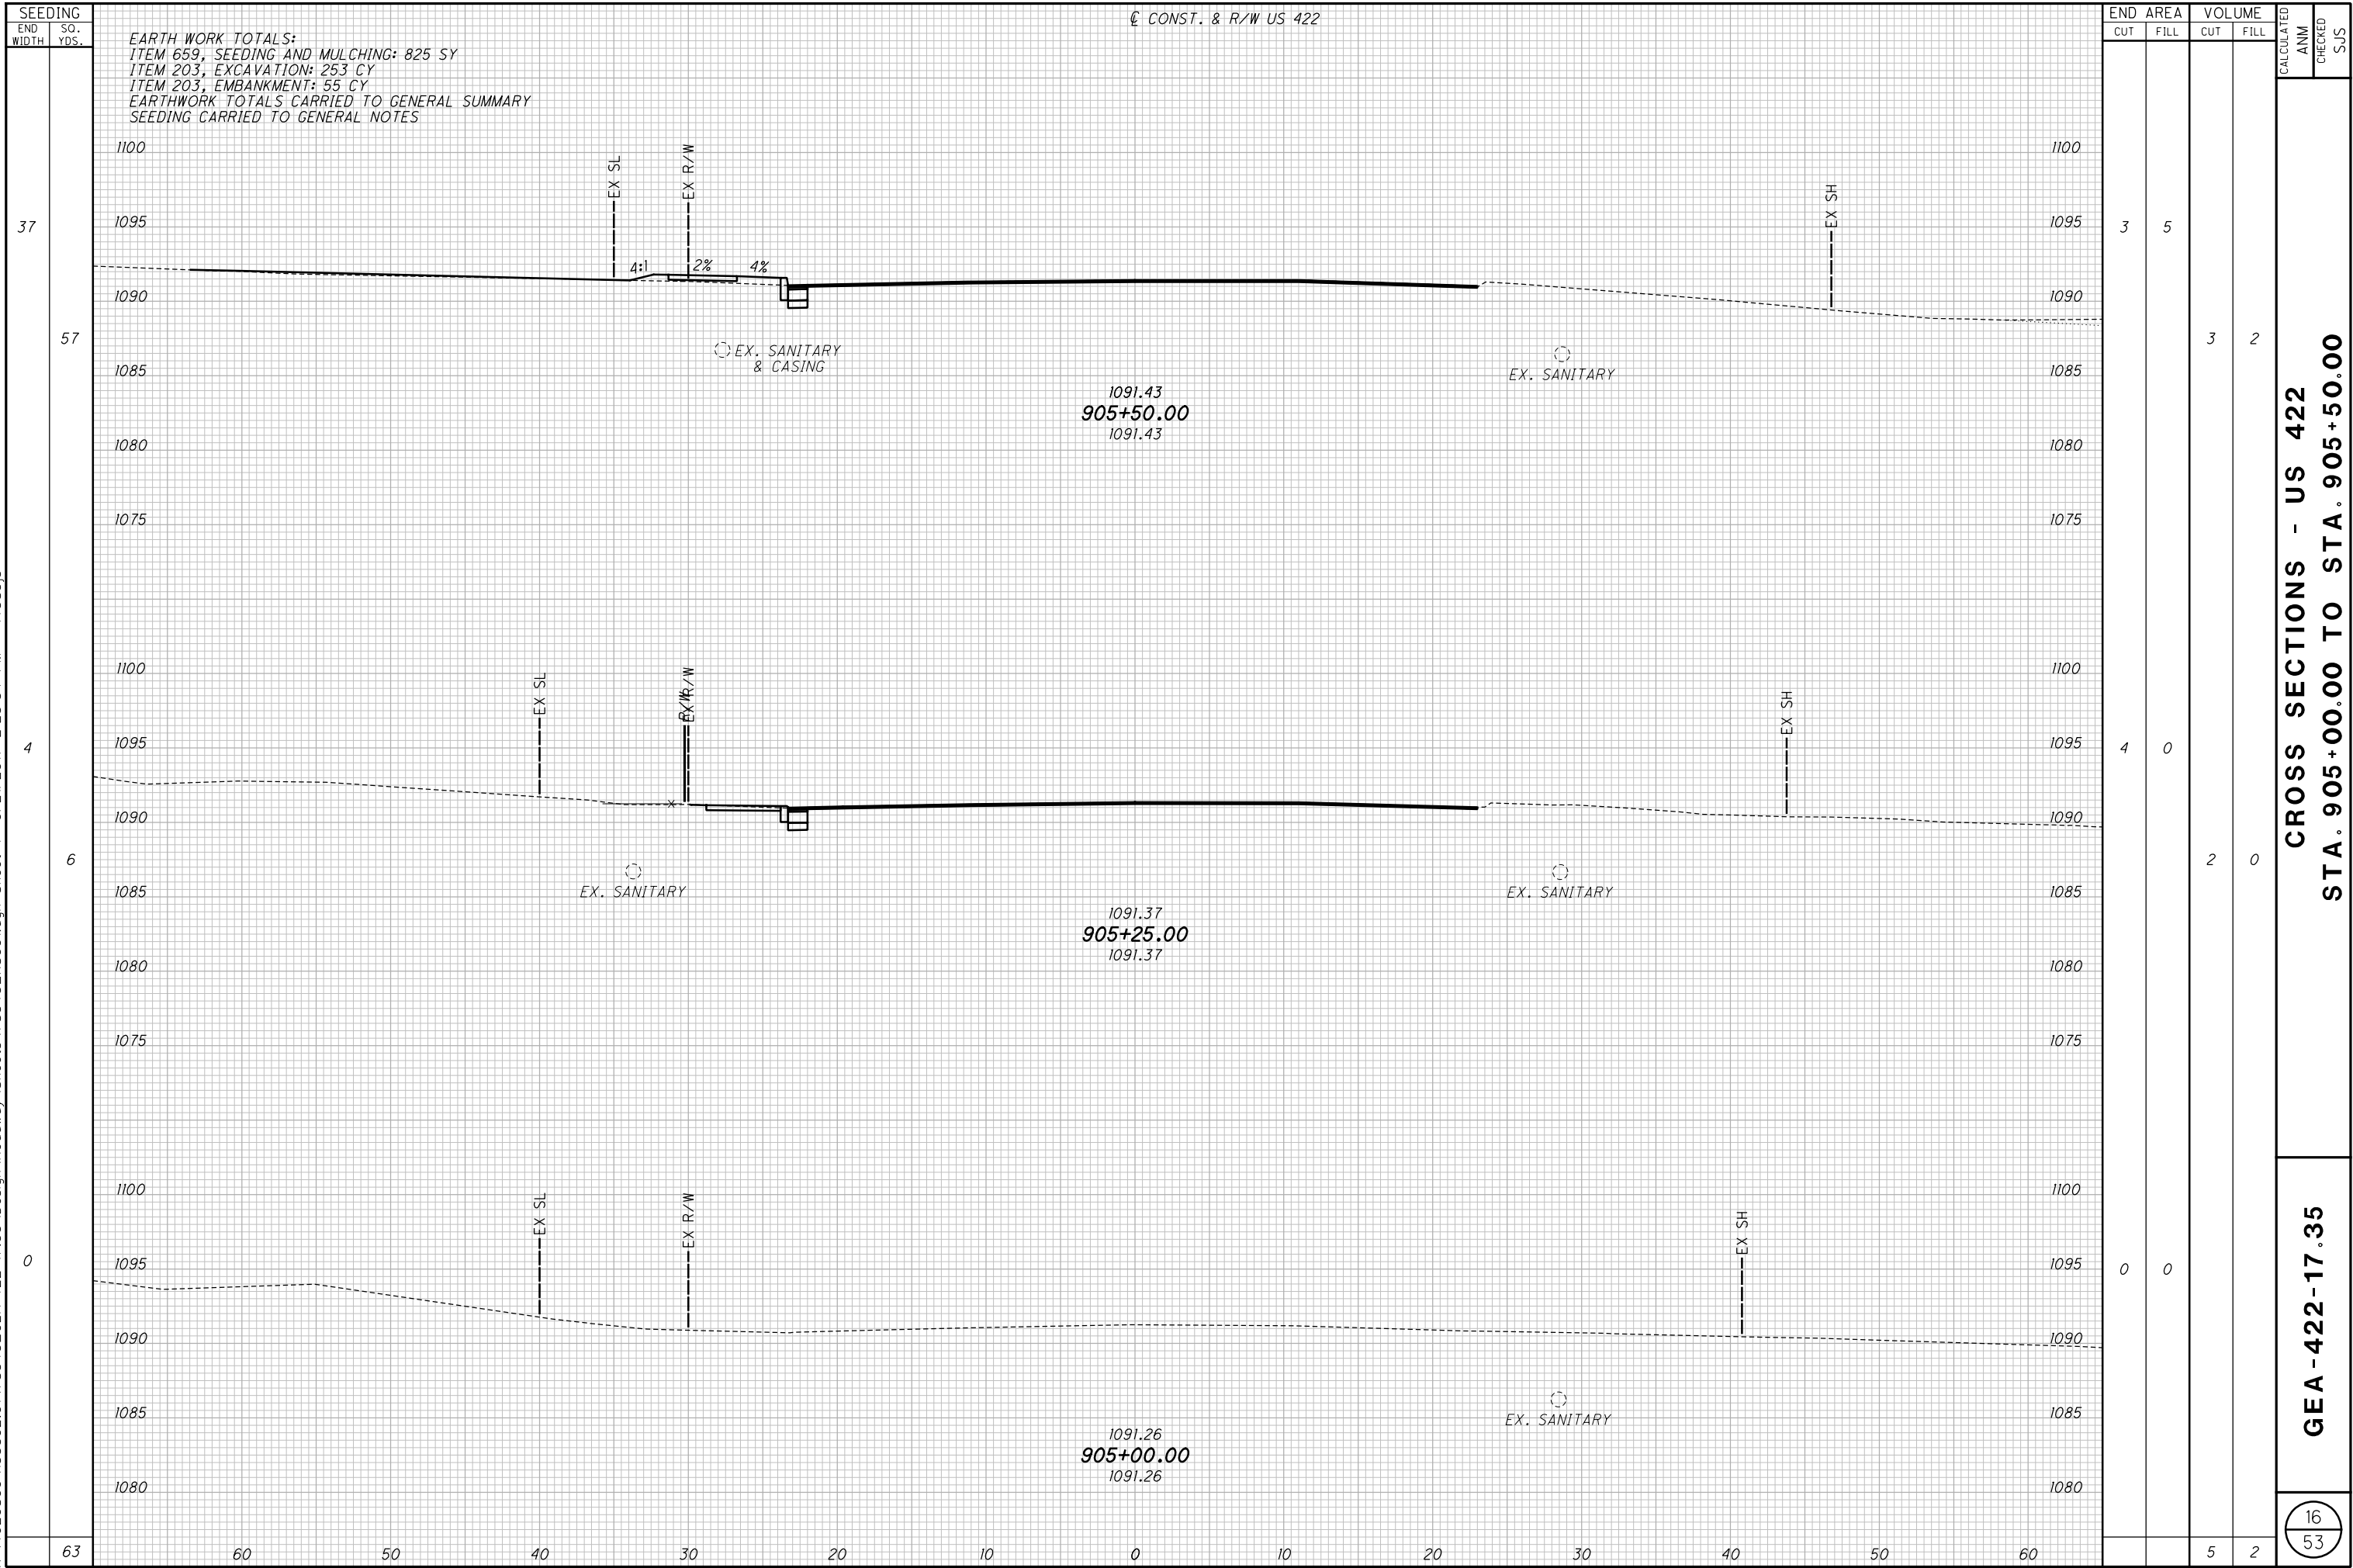 SEEDING
END WIDTH
SQ. YDS.
℄ CONST. & R/W US 422
END AREA
VOLUME
CUT
FILL
CUT
FILL
CALCULATED
ANM
CHECKED
SJS
EARTH WORK TOTALS:
ITEM 659, SEEDING AND MULCHING: 825 SY
ITEM 203, EXCAVATION: 253 CY
ITEM 203, EMBANKMENT: 55 CY
EARTHWORK TOTALS CARRIED TO GENERAL SUMMARY
SEEDING CARRIED TO GENERAL NOTES
1100
EX SL
EX R/W
EX SH
1100
37
1095
1095
3
5
4:1
2%
4%
1090
1090
57
EX. SANITARY
& CASING
EX. SANITARY
3
2
1085
1085
1091.43
905+50.00
1091.43
1080
1080
1075
1075
1100
EX SL
R/W
EX R/W
EX SH
1100
4
1095
1095
4
0
X
1090
1090
6
EX. SANITARY
EX. SANITARY
2
0
1085
1085
1091.37
905+25.00
1091.37
1080
1080
1075
1075
1100
EX SL
EX R/W
EX SH
1100
0
1095
1095
0
0
1090
1090
1085
EX. SANITARY
1085
1091.26
905+00.00
1091.26
1080
1080
63
60
50
40
30
20
10
0
10
20
30
40
50
60
5
2
CROSS SECTIONS - US 422
STA. 905+00.00 TO STA. 905+50.00
GEA-422-17.35
16
53